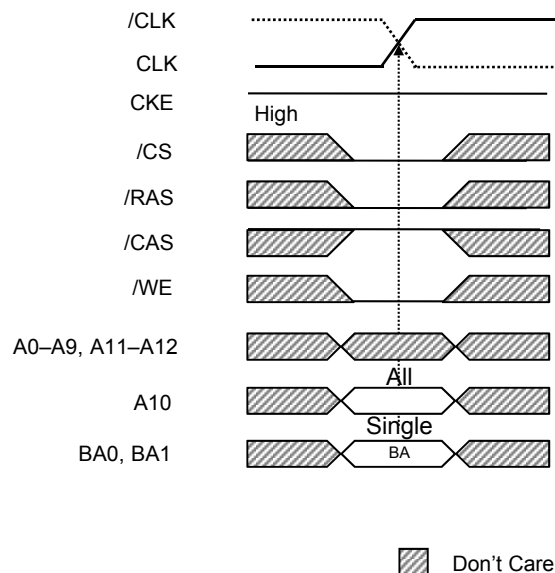 /CLK
CLK
CKE
High
/CS
/RAS
/CAS
/WE
A0–A9, A11–A12
All
A10
Single
BA0, BA1
BA
Don't Care